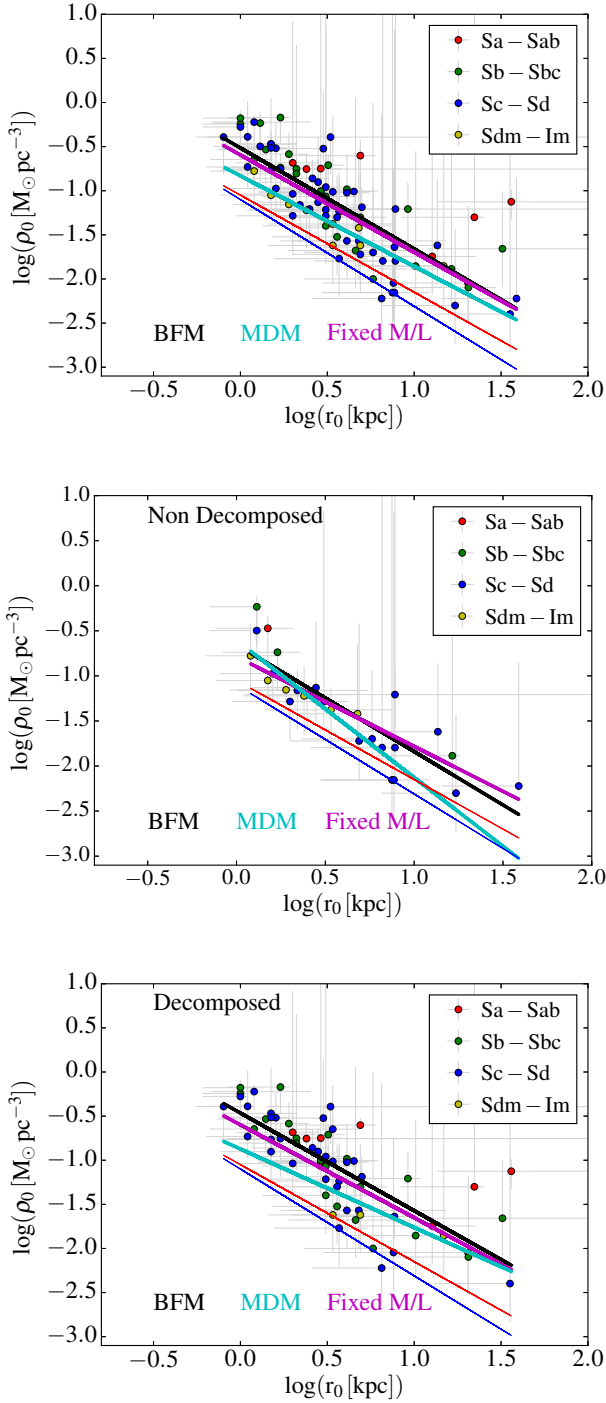 1.0
0.5
0.0
−0.5
−1.0
−1.5
−2.0
−2.5
−3.0
log(ρ₀ [M⊙ pc⁻³])
Sa − Sab
Sb − Sbc
Sc − Sd
Sdm − Im
BFM MDM Fixed M/L
−0.5 0.0 0.5 1.0 1.5 2.0
log(r₀ [kpc])
1.0
0.5
0.0
−0.5
−1.0
−1.5
−2.0
−2.5
−3.0
log(ρ₀ [M⊙ pc⁻³])
Non Decomposed
Sa − Sab
Sb − Sbc
Sc − Sd
Sdm − Im
BFM MDM Fixed M/L
−0.5 0.0 0.5 1.0 1.5 2.0
log(r₀ [kpc])
1.0
0.5
0.0
−0.5
−1.0
−1.5
−2.0
−2.5
−3.0
log(ρ₀ [M⊙ pc⁻³])
Decomposed
Sa − Sab
Sb − Sbc
Sc − Sd
Sdm − Im
BFM MDM Fixed M/L
−0.5 0.0 0.5 1.0 1.5 2.0
log(r₀ [kpc])